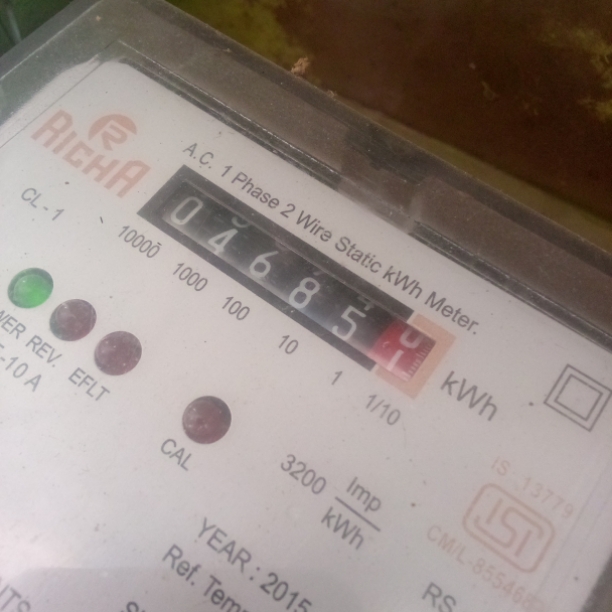 RICHA
A.C. 1 Phase 2 Wire Static kWh Meter.
CL-1
04685
10000 1000 100 10 1 1/10
kWh
REV. EFLT
-10 A
CAL
3200 Imp
kWh
IS 13779
ISI
YEAR : 2015
Ref.
RS